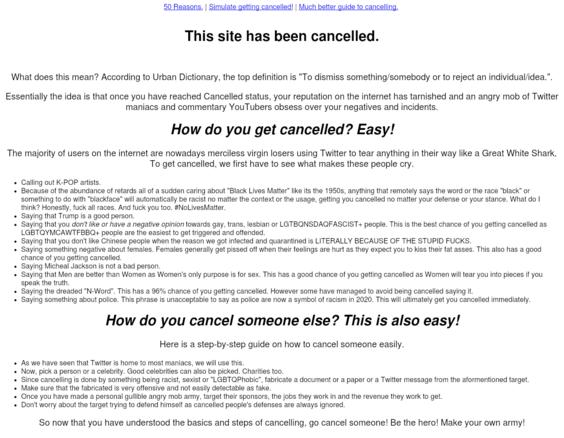 50 Reasons. | Simulate getting cancelled! | Much better guide to cancelling.
This site has been cancelled.
What does this mean? According to Urban Dictionary, the top definition is "To dismiss something/somebody or to reject an individual/idea.".
Essentially the idea is that once you have reached Cancelled status, your reputation on the internet has tarnished and an angry mob of Twitter
maniacs and commentary YouTubers obsess over your negatives and incidents.
How do you get cancelled? Easy!
The majority of users on the internet are nowadays merciless virgin losers using Twitter to tear anything in their way like a Great White Shark.
To get cancelled, we first have to see what makes these people cry.
• Calling out K-POP artists.
• Because of the abundance of retards all of a sudden caring about "Black Lives Matter" like its the 1950s, anything that remotely says the word or the race "black" or
something to do with "blackface" will automatically be racist no matter the context or the usage, getting you cancelled no matter your defense or your stance. What do I
think? Honestly, fuck all races. And fuck you too. #NoLivesMatter.
• Saying that Trump is a good person.
• Saying that you don't like or have a negative opinion towards gay, trans, lesbian or LGTBQNSDAQFASCIST+ people. This is the best chance of you getting cancelled as
LGBTQYMCAWTFBBQ+ people are the easiest to get triggered and offended.
• Saying that you don't like Chinese people when the reason we got infected and quarantined is LITERALLY BECAUSE OF THE STUPID FUCKS.
• Saying something negative about females. Females generally get pissed off when their feelings are hurt as they expect you to kiss their fat asses. This also has a good
chance of you getting cancelled.
• Saying Micheal Jackson is not a bad person.
• Saying that Men are better than Women as Women's only purpose is for sex. This has a good chance of you getting cancelled as Women will tear you into pieces if you
speak the truth.
• Saying the dreaded "N-Word". This has a 96% chance of you getting cancelled. However some have managed to avoid being cancelled saying it.
• Saying something about police. This phrase is unacceptable to say as police are now a symbol of racism in 2020. This will ultimately get you cancelled immediately.
How do you cancel someone else? This is also easy!
Here is a step-by-step guide on how to cancel someone easily.
• As we have seen that Twitter is home to most maniacs, we will use this.
• Now, pick a person or a celebrity. Good celebrities can also be picked. Charities too.
• Since cancelling is done by something being racist, sexist or "LGBTQPhobic", fabricate a document or a paper or a Twitter message from the aformentioned target.
• Make sure that the fabricated is very offensive and not easily detectable as fake.
• Once you have made a personal gullible angry mob army, target their sponsors, the jobs they work in and the revenue they work to get.
• Don't worry about the target trying to defend himself as cancelled people's defenses are always ignored.
So now that you have understood the basics and steps of cancelling, go cancel someone! Be the hero! Make your own army!